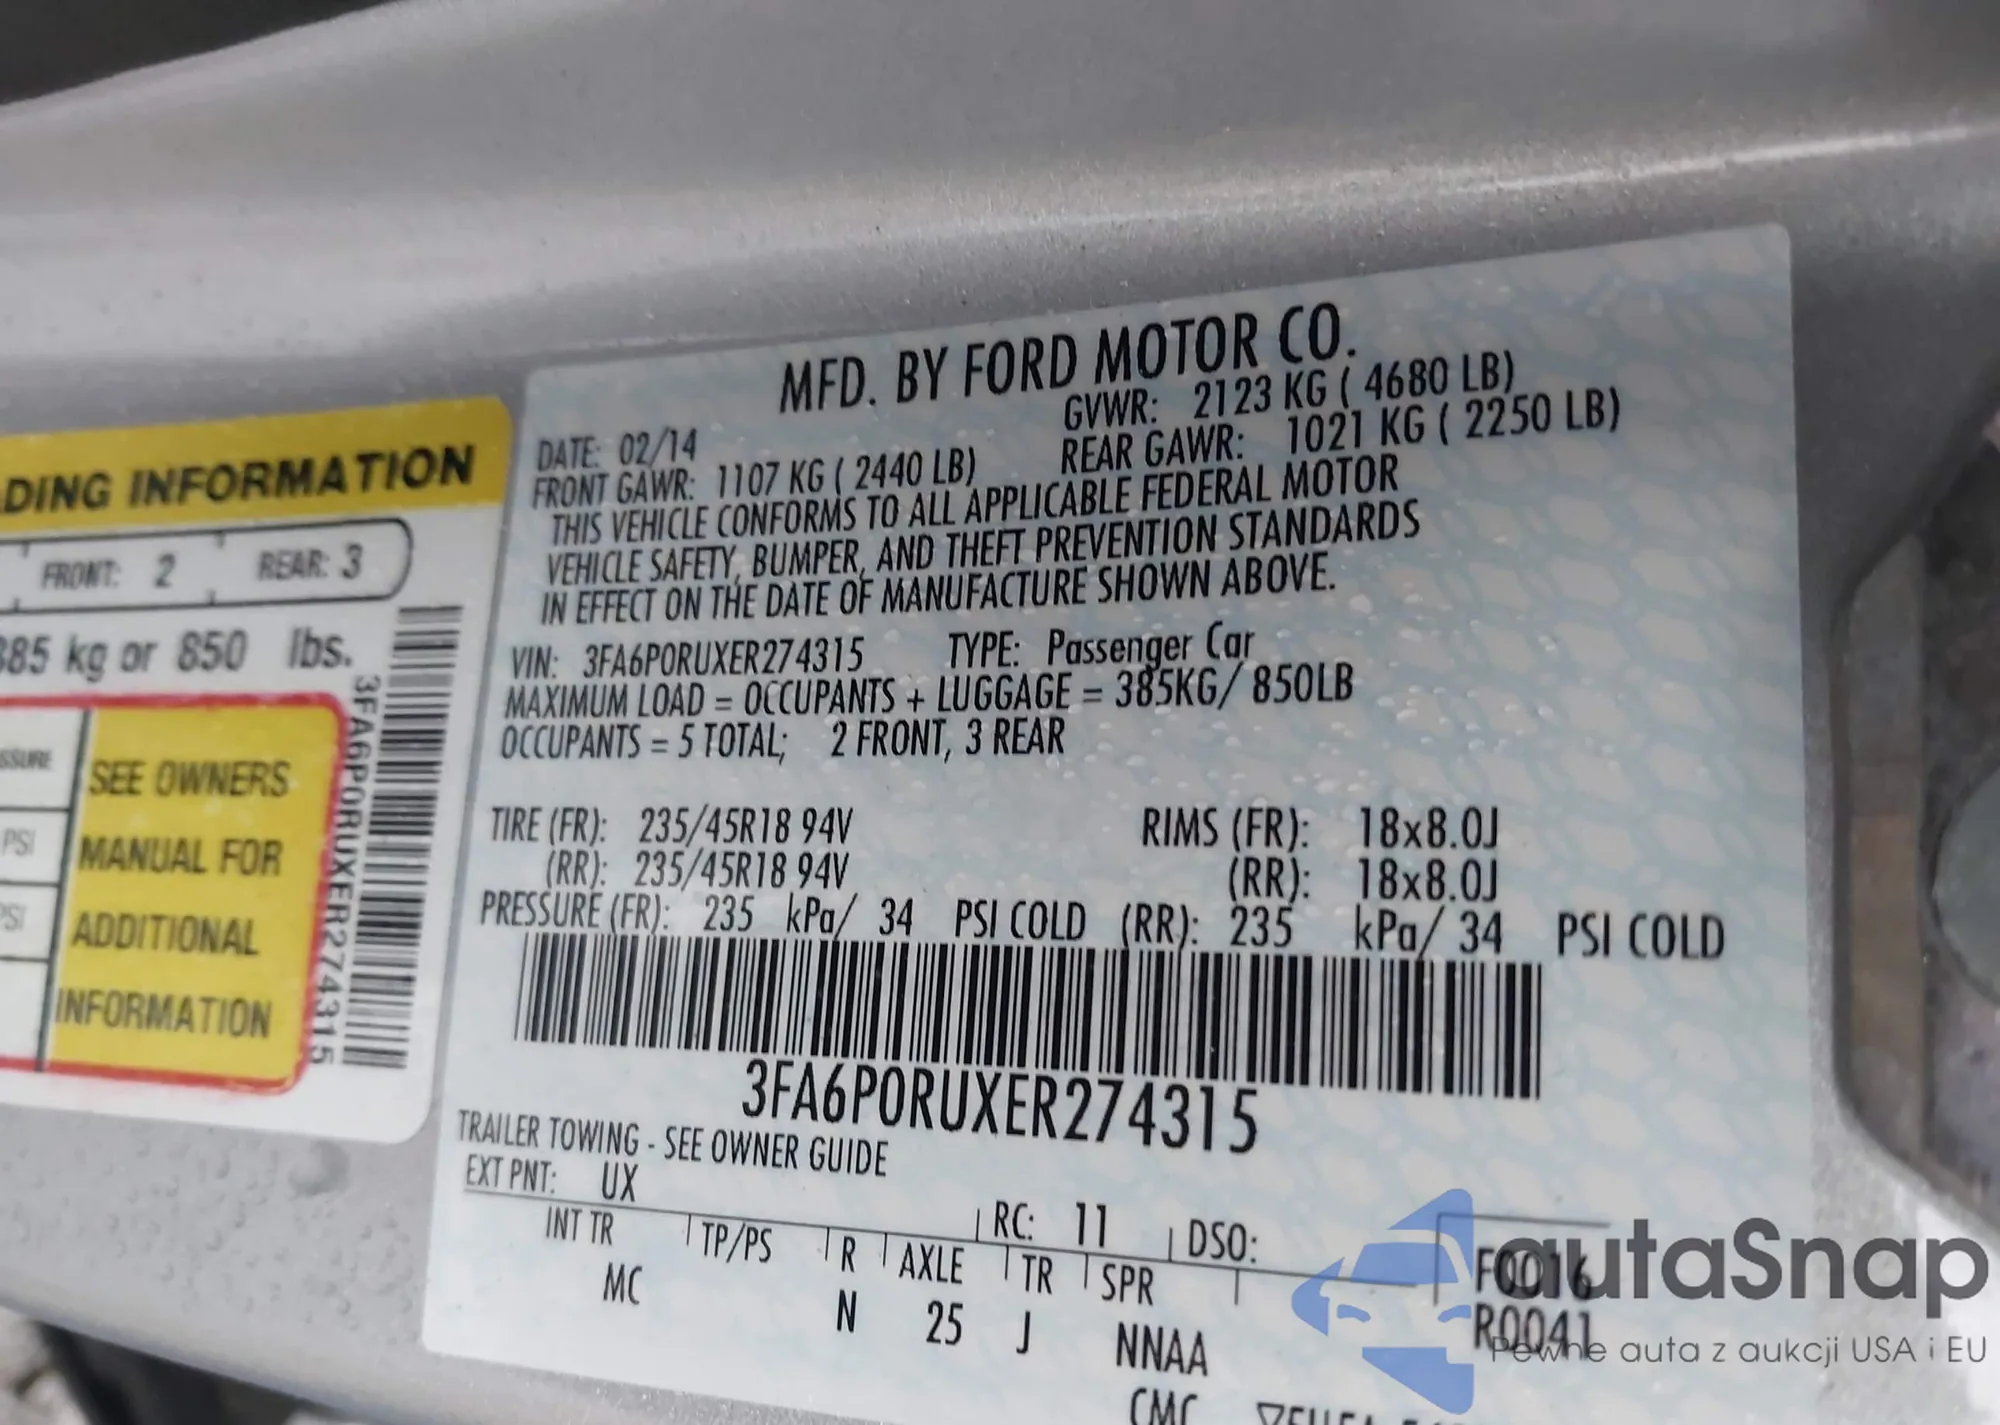 DING INFORMATION
FRONT: 2 REAR: 3
385 kg or 850 lbs.
SSURE
PSI
PSI
SEE OWNERS
MANUAL FOR
ADDITIONAL
INFORMATION
3FA6P0RUXER274315
MFD. BY FORD MOTOR CO.
DATE: 02/14 GVWR: 2123 KG ( 4680 LB)
FRONT GAWR: 1107 KG ( 2440 LB) REAR GAWR: 1021 KG ( 2250 LB)
THIS VEHICLE CONFORMS TO ALL APPLICABLE FEDERAL MOTOR
VEHICLE SAFETY, BUMPER, AND THEFT PREVENTION STANDARDS
IN EFFECT ON THE DATE OF MANUFACTURE SHOWN ABOVE.
VIN: 3FA6P0RUXER274315 TYPE: Passenger Car
MAXIMUM LOAD = OCCUPANTS + LUGGAGE = 385KG/ 850LB
OCCUPANTS = 5 TOTAL; 2 FRONT, 3 REAR
TIRE (FR): 235/45R18 94V RIMS (FR): 18x8.0J
(RR): 235/45R18 94V (RR): 18x8.0J
PRESSURE (FR): 235 kPa/ 34 PSI COLD (RR): 235 kPa/ 34 PSI COLD
3FA6P0RUXER274315
TRAILER TOWING - SEE OWNER GUIDE
EXT PNT: UX RC: 11 DSO:
INT TR TP/PS R AXLE TR SPR
MC N 25 J NNAA
F0016
R0041
CMC
autaSnap
Pewne auta z aukcji USA i EU